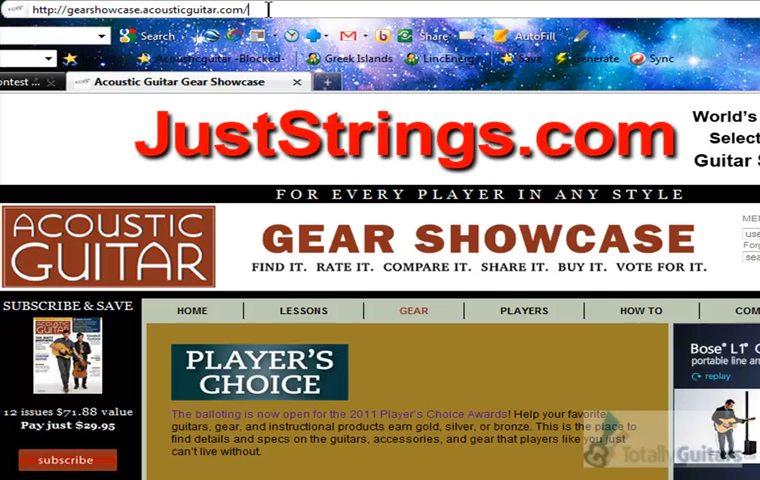 http://gearshowcase.acousticguitar.com/
Search
Share
AutoFill
Acousticguitar -Blocked-
Greek Islands
LincEnergy
Save
Generate
Sync
ontest ...
Acoustic Guitar Gear Showcase
JustStrings.com
World's
Select
Guitar S
FOR EVERY PLAYER IN ANY STYLE
ACOUSTIC
GUITAR
GEAR SHOWCASE
FIND IT. RATE IT. COMPARE IT. SHARE IT. BUY IT. VOTE FOR IT.
MEM
use
Forg
sea
SUBSCRIBE & SAVE
HOME
LESSONS
GEAR
PLAYERS
HOW TO
COM
12 issues $71.88 value
Pay just $29.95
subscribe
PLAYER'S
CHOICE
The balloting is now open for the 2011 Player's Choice Awards! Help your favorite
guitars, gear, and instructional products earn gold, silver, or bronze. This is the place to
find details and specs on the guitars, accessories, and gear that players like you just
can't live without.
Bose L1
portable line an
replay
TotallyGuitars